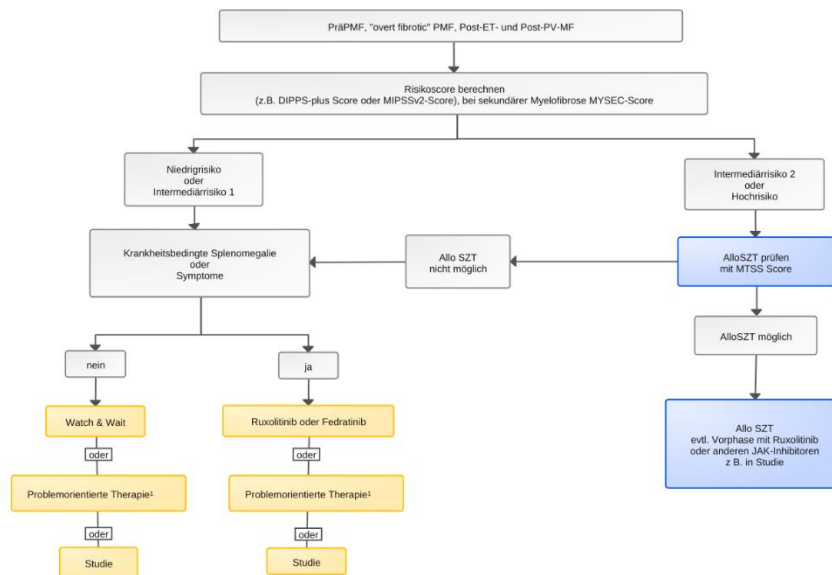 PräPMF, "overt fibrotic" PMF, Post-ET- und Post-PV-MF
Risikoscore berechnen
(z.B. DIPPS-plus Score oder MIPSSv2-Score), bei sekundärer Myelofibrose MYSEC-Score
Niedrigrisiko
oder
Intermediärrisiko 1
Intermediärrisiko 2
oder
Hochrisiko
Krankheitsbedingte Splenomegalie
oder
Symptome
Allo SZT
nicht möglich
AlloSZT prüfen
mit MTSS Score
AlloSZT möglich
nein
ja
Watch & Wait
Ruxolitinib oder Fedratinib
Allo SZT
evtl. Vorphase mit Ruxolitinib
oder anderen JAK-Inhibitoren
z B. in Studie
oder
oder
Problemorientierte Therapie¹
Problemorientierte Therapie¹
oder
oder
Studie
Studie